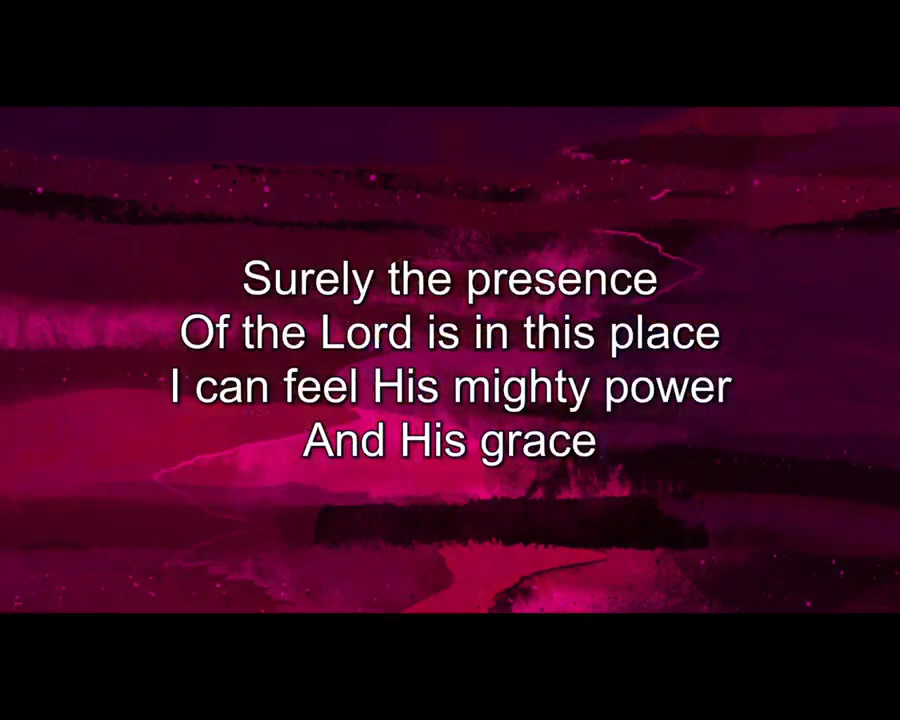 Surely the presence
Of the Lord is in this place
I can feel His mighty power
And His grace